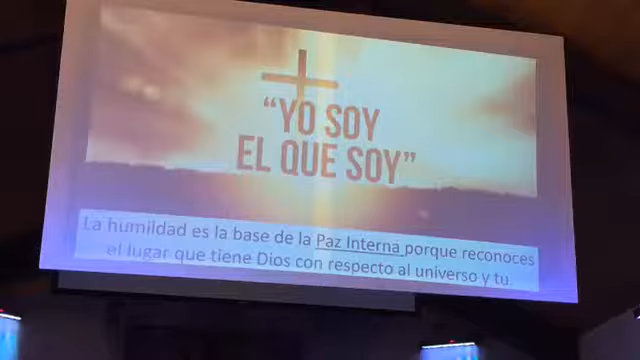 “YO SOY
EL QUE SOY”
La humildad es la base de la Paz Interna porque reconoces
el lugar que tiene Dios con respecto al universo y tu.